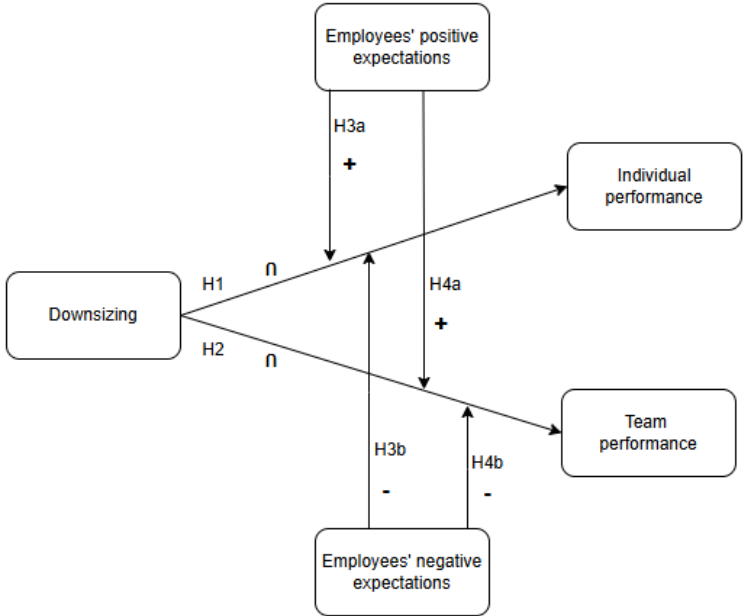 Employees' positive
expectations
H3a
+
Individual
performance
H1
∩
Downsizing
H4a
+
H2
∩
Team
performance
H3b
-
H4b
-
Employees' negative
expectations